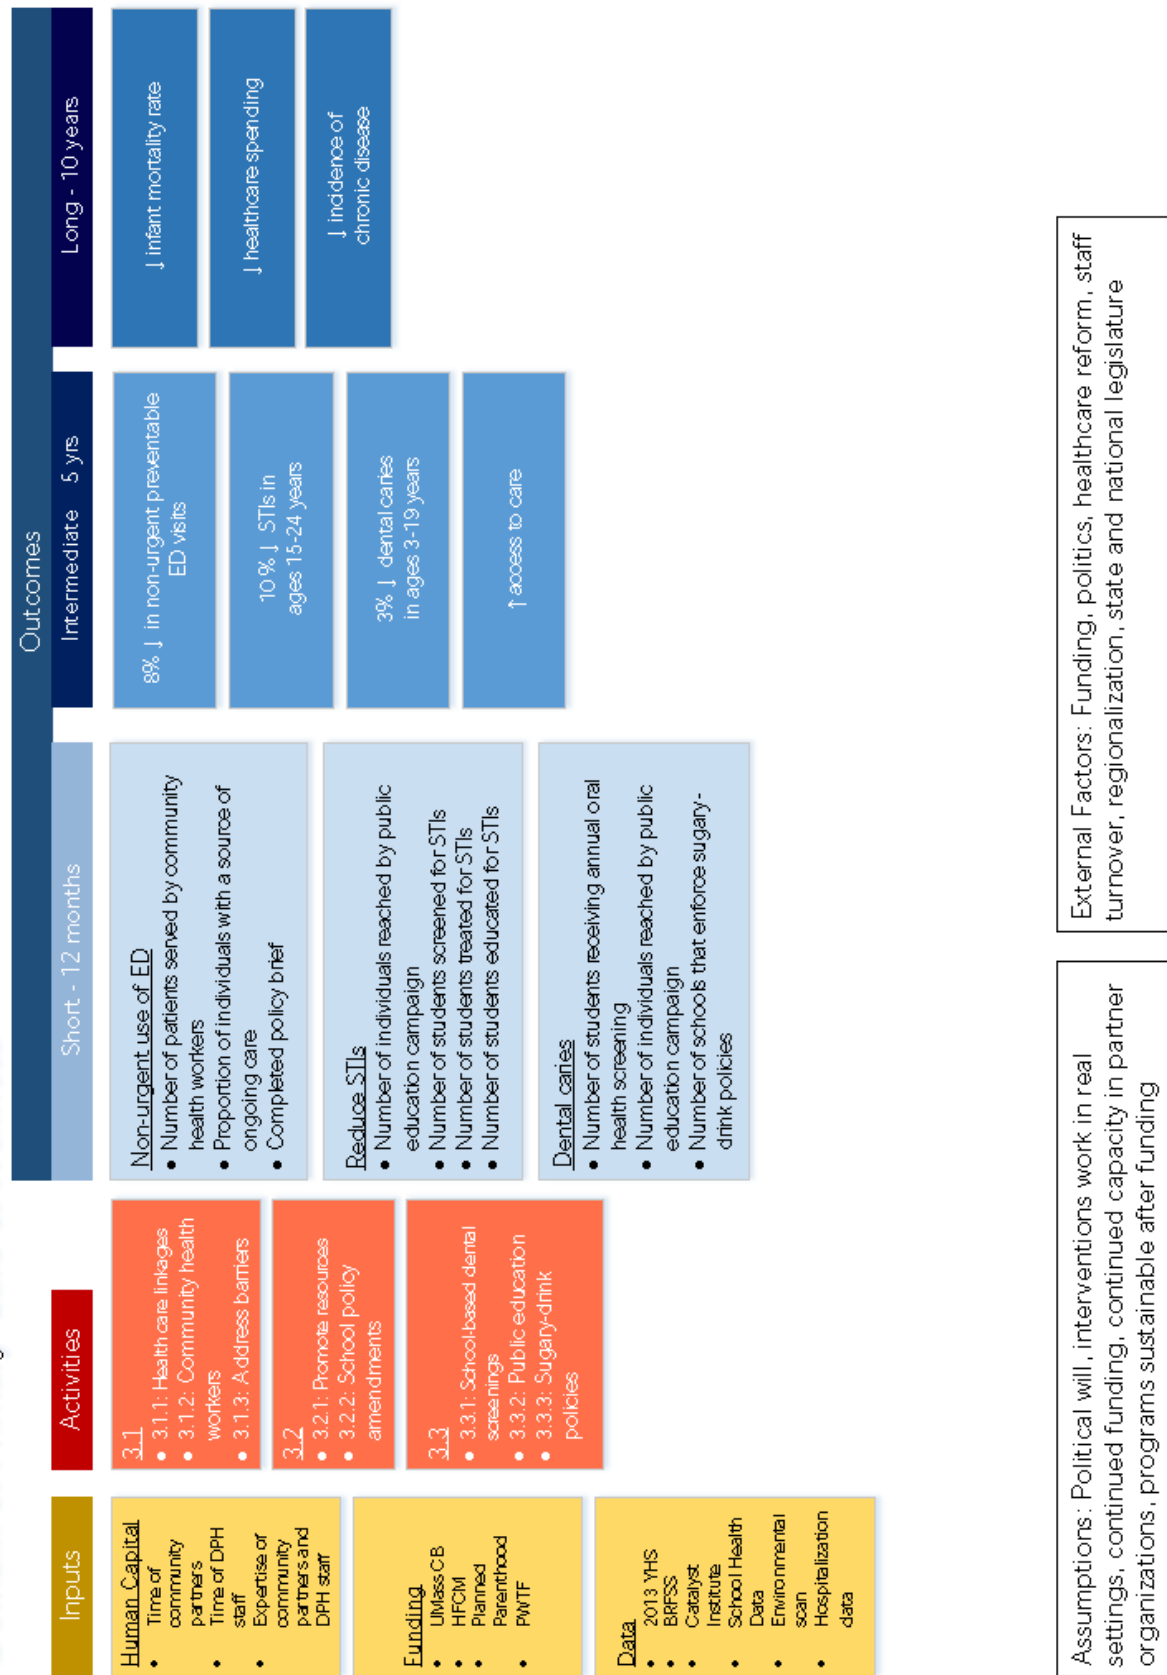 Outcomes
Inputs
Activities
Short - 12 months
Intermediate 5 yrs
Long - 10 years
Human Capital
• Time of
community
partners
• Time of DPH
staff
• Expertise of
community
partners and
DPH staff
Funding
• UMass CB
• HFCM
• Planned
Parenthood
• PWTF
Data
• 2013 YHS
• BRFSS
• Catalyst
Institute
• School Health
Data
• Environmental
scan
• Hospitalization
data
3.1
• 3.1.1: Healthcare linkages
• 3.1.2: Community health
workers
• 3.1.3: Address barriers
3.2
• 3.2.1: Promote resources
• 3.2.2: School policy
amendments
3.3
• 3.3.1: School-based dental
screenings
• 3.3.2: Public education
• 3.3.3: Sugary-drink
policies
Non-urgent use of ED
• Number of patients served by community
health workers
• Proportion of individuals with a source of
ongoing care
• Completed policy brief
Reduce STIs
• Number of individuals reached by public
education campaign
• Number of students screened for STIs
• Number of students treated for STIs
• Number of students educated for STIs
Dental caries
• Number of students receiving annual oral
health screening
• Number of individuals reached by public
education campaign
• Number of schools that enforce sugary-
drink policies
8% ↓ in non-urgent preventable
ED visits
10 % ↓ STIs in
ages 15-24 years
3% ↓ dental caries
in ages 3-19 years
↑ access to care
↓ infant mortality rate
↓ healthcare spending
↓ incidence of
chronic disease
Assumptions: Political will, interventions work in real
settings, continued funding, continued capacity in partner
organizations, programs sustainable after funding
External Factors: Funding, politics, healthcare reform, staff
turnover, regionalization, state and national legislature